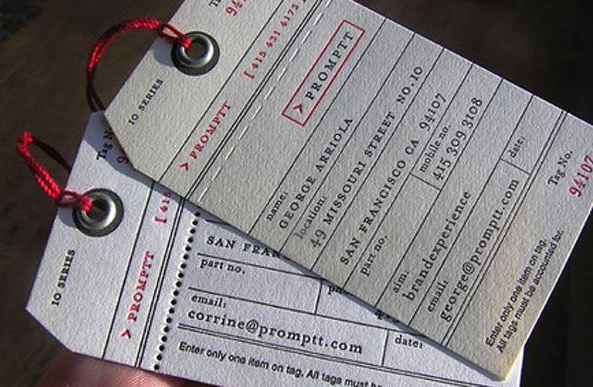 10 SERIES
> PROMPTT [ 415 431 4175
> PROMPTT
name:
GEORGE ARRIOLA
location:
49 MISSOURI STREET NO.10
SAN FRANCISCO CA 94107
part no.
mobile.no.
415 309 3108
sim.
brandexperience
email:
george@promptt.com
date:
Tag No.
94107
Enter only one item on tag.
All tags must be accounted for.
10 SERIES
Tag
> PROMPTT
SAN
part no.
email:
corrine@promptt.com
date:
Enter only one item on tag. All tags must